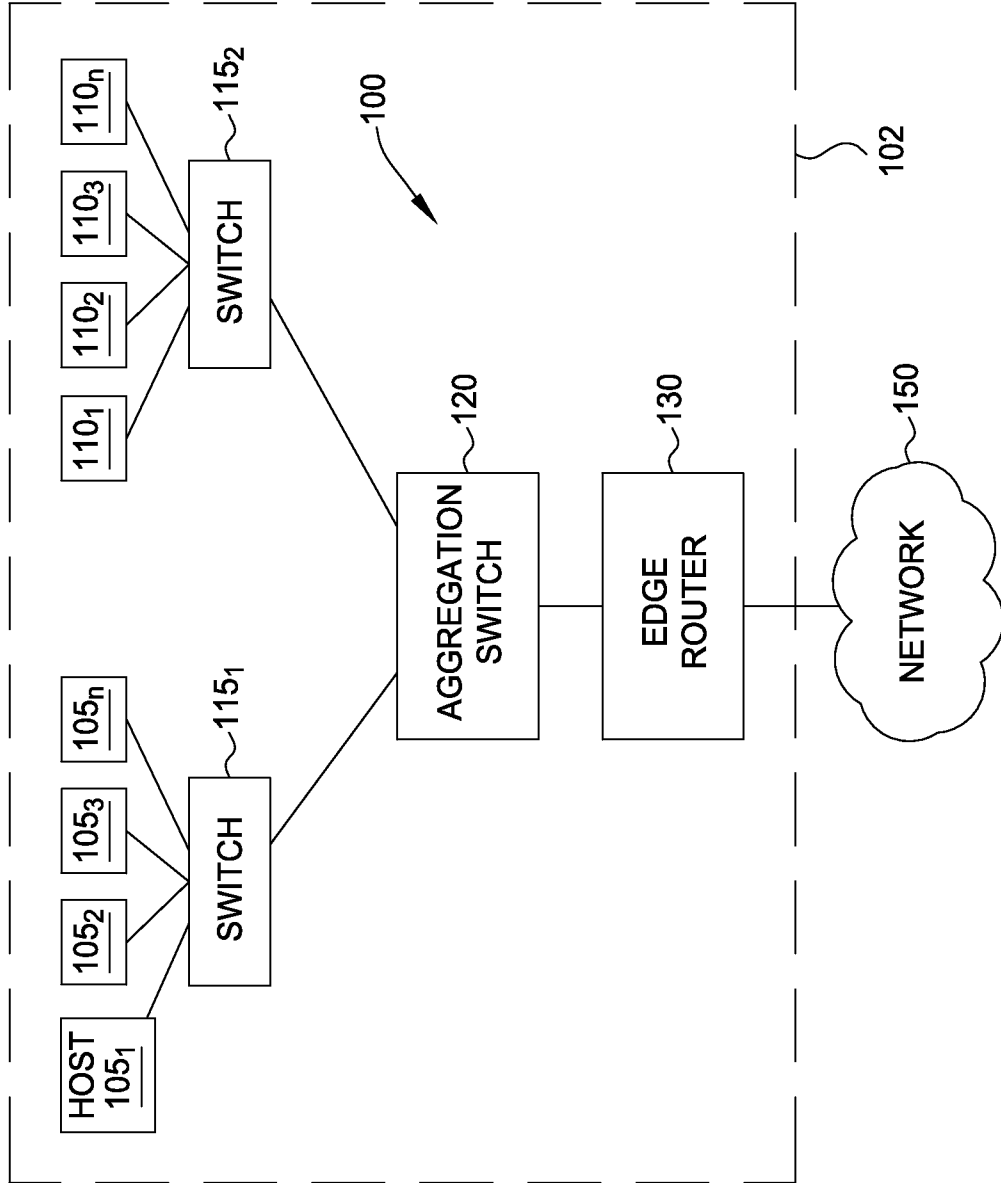 HOST
105₁
105₂
105₃
105ₙ
110₁
110₂
110₃
110ₙ
SWITCH
115₁
SWITCH
115₂
100
AGGREGATION
SWITCH
120
EDGE
ROUTER
130
102
NETWORK
150